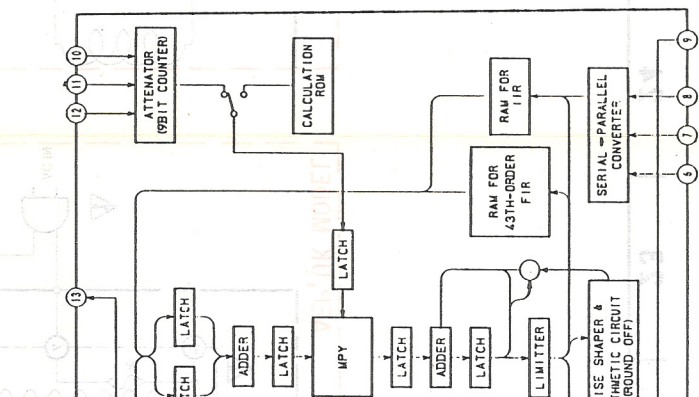 10
11
12
13
9
8
7
6
ATTENATOR
(9BIT COUNTER)
CALCULATION
ROM
RAM FOR
IIR
SERIAL→PARALLEL
CONVERTER
RAM FOR
43TH-ORDER
FIR
LATCH
LATCH
ADDER
LATCH
MPY
LATCH
ADDER
LATCH
LIMITTER
ISE SHAPER &
THMETIC CIRCUIT
ROUND OFF)
TCH